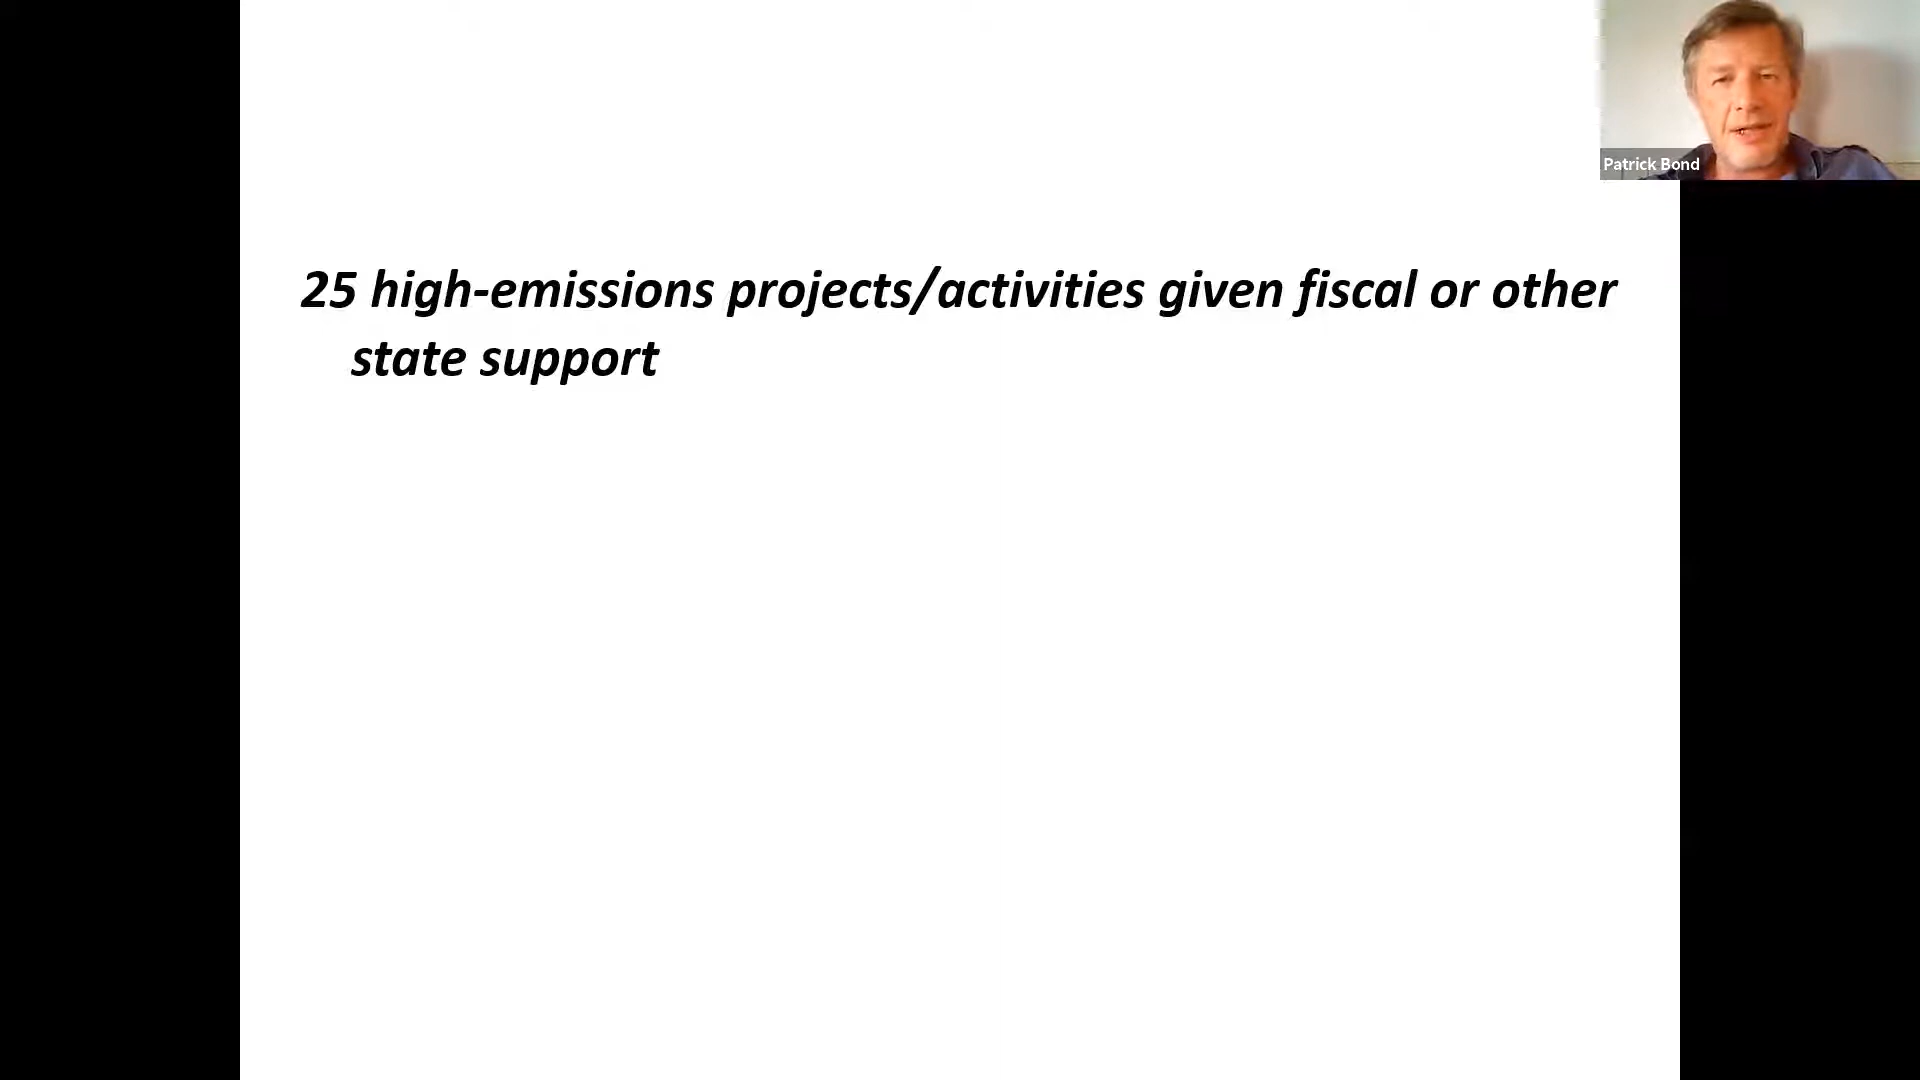 Patrick Bond
25 high-emissions projects/activities given fiscal or other
state support